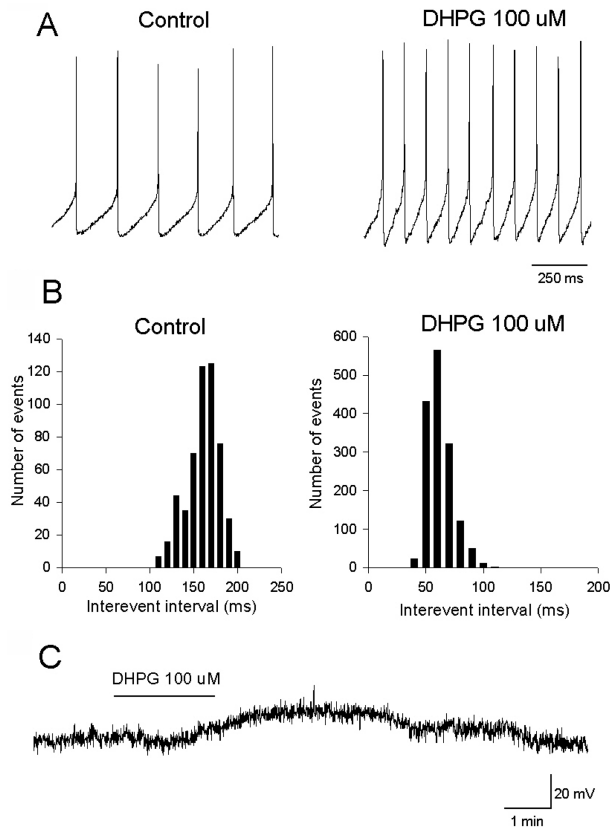 A
Control
DHPG 100 uM
250 ms
B
Control
Number of events
140
120
100
80
60
40
20
0
0 50 100 150 200 250
Interevent interval (ms)
DHPG 100 uM
Number of events
600
500
400
300
200
100
0
0 50 100 150 200
Interevent interval (ms)
C
DHPG 100 uM
20 mV
1 min